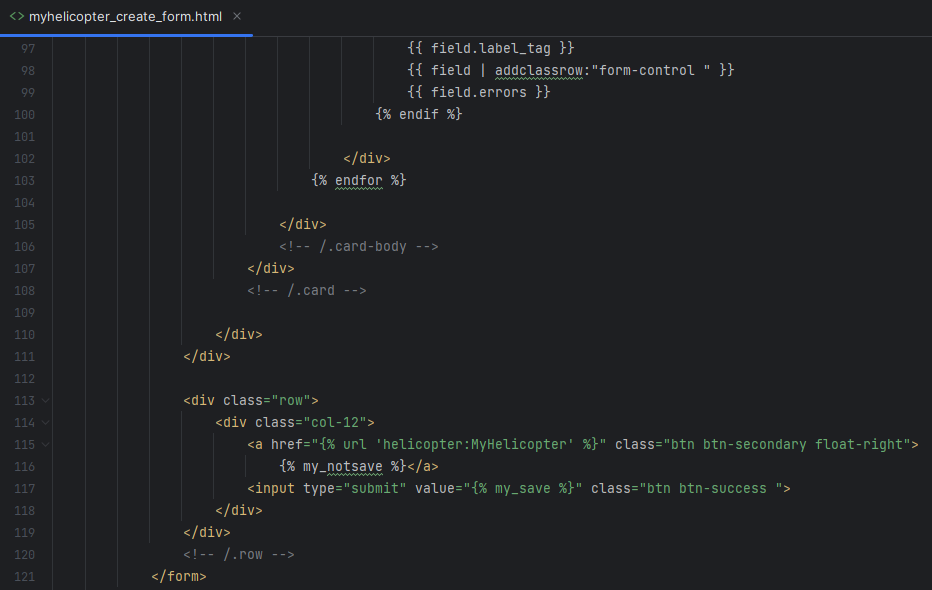 <> myhelicopter_create_form.html ×
97 {{ field.label_tag }}
98 {{ field | addclassrow:"form-control " }}
99 {{ field.errors }}
100 {% endif %}
101
102 </div>
103 {% endfor %}
104
105 </div>
106 <!-- /.card-body -->
107 </div>
108 <!-- /.card -->
109
110 </div>
111 </div>
112
113 <div class="row">
114 <div class="col-12">
115 <a href="{% url 'helicopter:MyHelicopter' %}" class="btn btn-secondary float-right">
116 {% my_notsave %}</a>
117 <input type="submit" value="{% my_save %}" class="btn btn-success ">
118 </div>
119 </div>
120 <!-- /.row -->
121 </form>